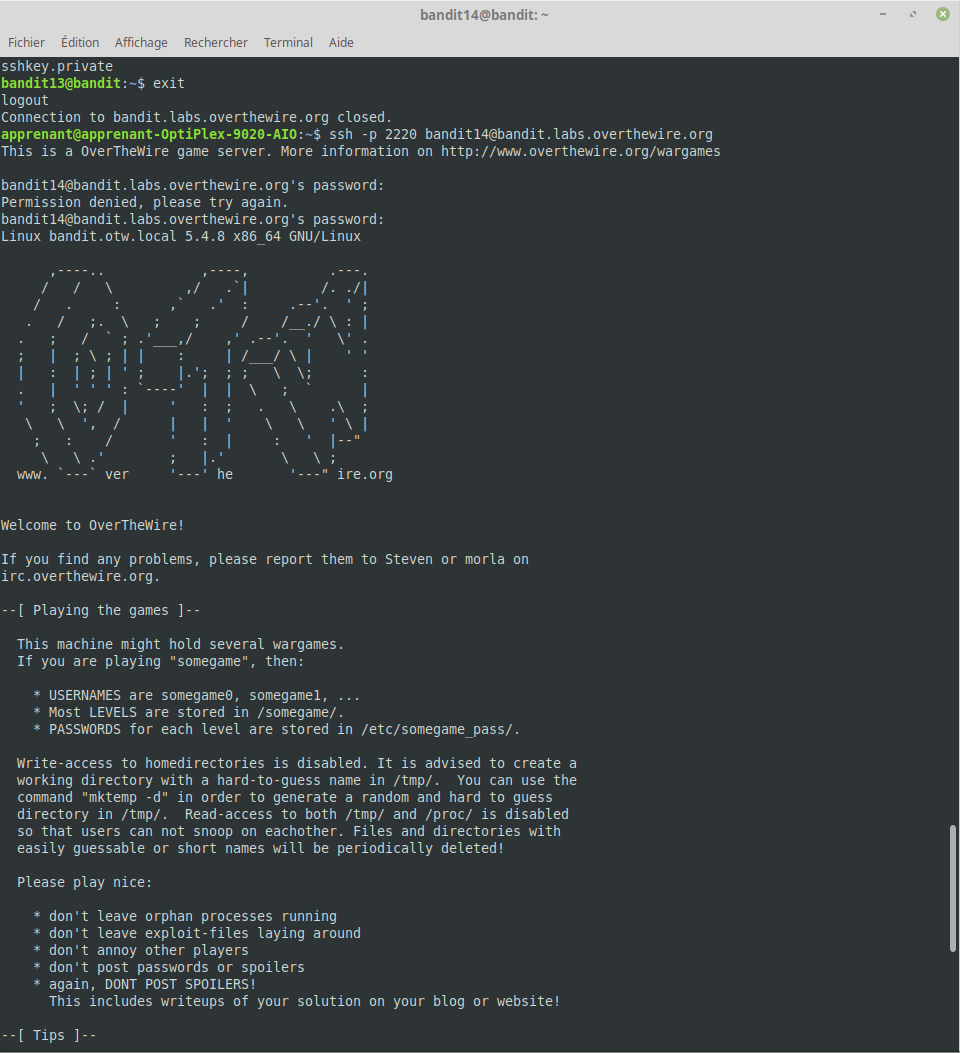 bandit14@bandit: ~
Fichier Édition Affichage Rechercher Terminal Aide
sshkey.private
bandit13@bandit:~$ exit
logout
Connection to bandit.labs.overthewire.org closed.
apprenant@apprenant-OptiPlex-9020-AIO:~$ ssh -p 2220 bandit14@bandit.labs.overthewire.org
This is a OverTheWire game server. More information on http://www.overthewire.org/wargames
bandit14@bandit.labs.overthewire.org's password:
Permission denied, please try again.
bandit14@bandit.labs.overthewire.org's password:
Linux bandit.otw.local 5.4.8 x86_64 GNU/Linux
www. `---` ver '---' he '---" ire.org
Welcome to OverTheWire!
If you find any problems, please report them to Steven or morla on
irc.overthewire.org.
--[ Playing the games ]--
This machine might hold several wargames.
If you are playing "somegame", then:
* USERNAMES are somegame0, somegame1, ...
* Most LEVELS are stored in /somegame/.
* PASSWORDS for each level are stored in /etc/somegame_pass/.
Write-access to homedirectories is disabled. It is advised to create a
working directory with a hard-to-guess name in /tmp/.  You can use the
command "mktemp -d" in order to generate a random and hard to guess
directory in /tmp/.  Read-access to both /tmp/ and /proc/ is disabled
so that users can not snoop on eachother. Files and directories with
easily guessable or short names will be periodically deleted!
Please play nice:
* don't leave orphan processes running
* don't leave exploit-files laying around
* don't annoy other players
* don't post passwords or spoilers
* again, DONT POST SPOILERS!
This includes writeups of your solution on your blog or website!
--[ Tips ]--